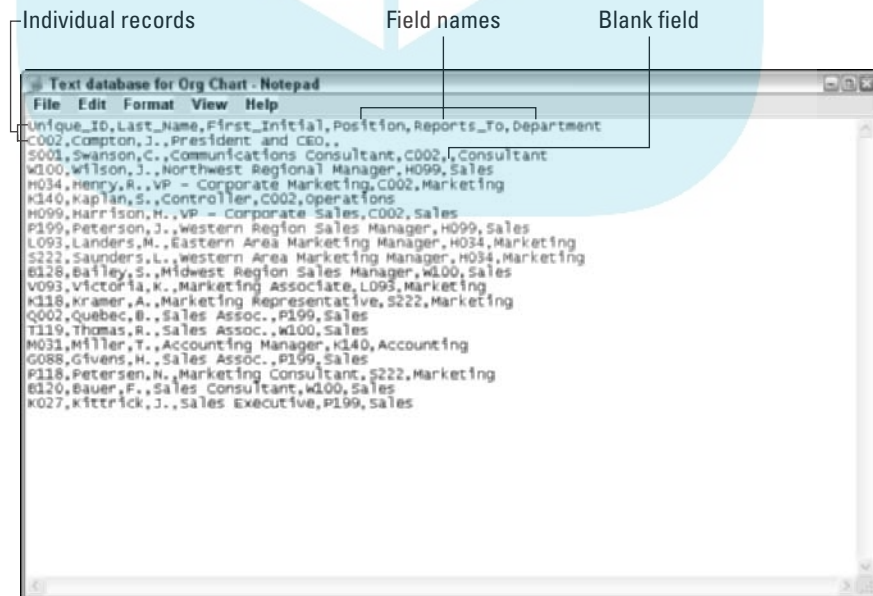 Individual records
Field names
Blank field
Text database for Org Chart - Notepad
File Edit Format View Help
Unique_ID,Last_Name,First_Initial,Position,Reports_To,Department
C002,Compton,J.,President and CEO,,
S001,Swanson,C.,Communications Consultant,C002,,Consultant
W100,Wilson,J.,Northwest Regional Manager,H099,Sales
H034,Henry,R.,VP – Corporate Marketing,C002,Marketing
K140,Kaplan,S.,Controller,C002,Operations
H099,Harrison,M.,VP – Corporate Sales,C002,Sales
P199,Peterson,J.,Western Region Sales Manager,H099,Sales
L093,Landers,M.,Eastern Area Marketing Manager,H034,Marketing
S222,Saunders,L.,Western Area Marketing Manager,H034,Marketing
B128,Bailey,S.,Midwest Region Sales Manager,W100,Sales
V093,Victoria,K.,Marketing Associate,L093,Marketing
K118,Kramer,A.,Marketing Representative,S222,Marketing
Q002,Quebec,B.,Sales Assoc.,P199,Sales
T119,Thomas,R.,Sales Assoc.,W100,Sales
M031,Miller,T.,Accounting Manager,K140,Accounting
G088,Givens,H.,Sales Assoc.,P199,Sales
P118,Petersen,N.,Marketing Consultant,S222,Marketing
B120,Bauer,F.,Sales Consultant,W100,Sales
K027,Kittrick,J.,Sales Executive,P199,Sales